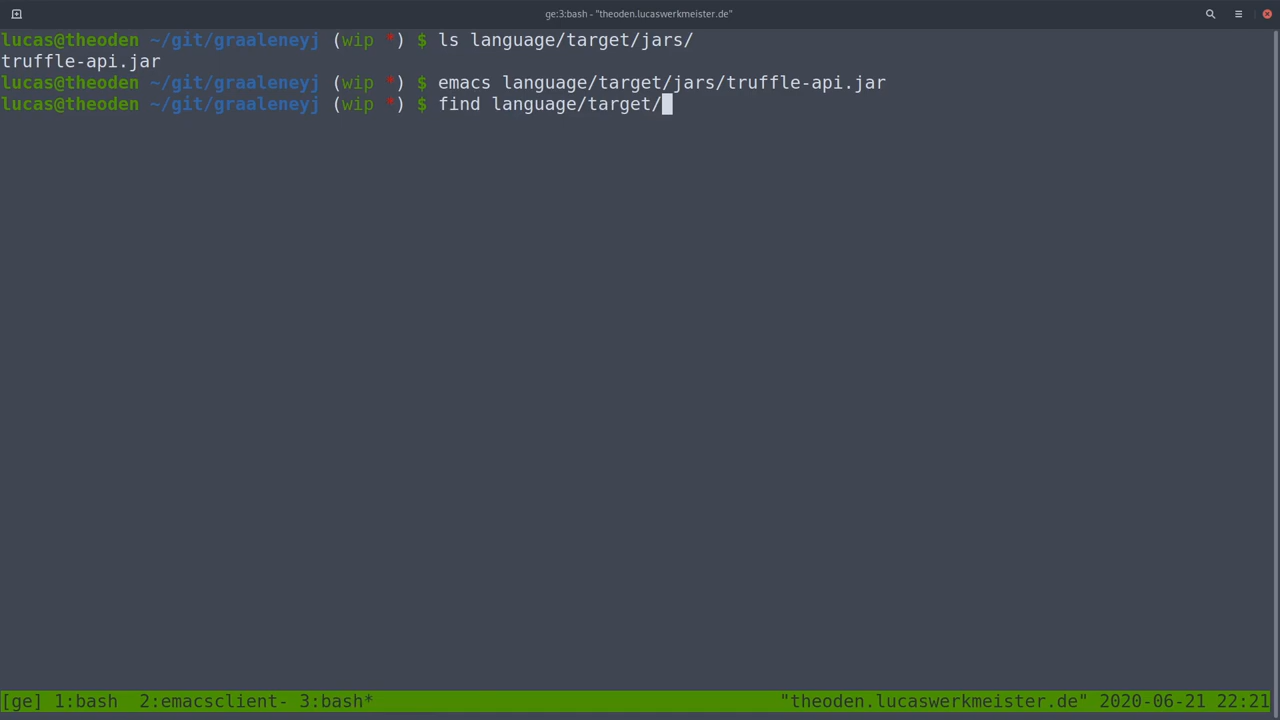 ge:3:bash - "theoden.lucaswerkmeister.de"
lucas@theoden ~/git/graaleneyj (wip *) $ ls language/target/jars/
truffle-api.jar
lucas@theoden ~/git/graaleneyj (wip *) $ emacs language/target/jars/truffle-api.jar
lucas@theoden ~/git/graaleneyj (wip *) $ find language/target/
[ge] 1:bash  2:emacsclient- 3:bash* "theoden.lucaswerkmeister.de" 2020-06-21 22:21